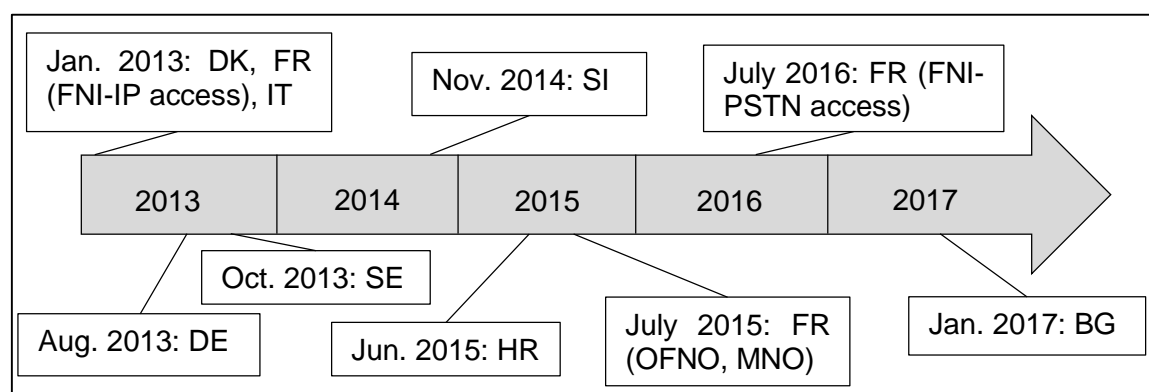 Jan. 2013: DK, FR
(FNI-IP access), IT
Nov. 2014: SI
July 2016: FR (FNI-
PSTN access)
2013
2014
2015
2016
2017
Oct. 2013: SE
Aug. 2013: DE
Jun. 2015: HR
July 2015: FR
(OFNO, MNO)
Jan. 2017: BG